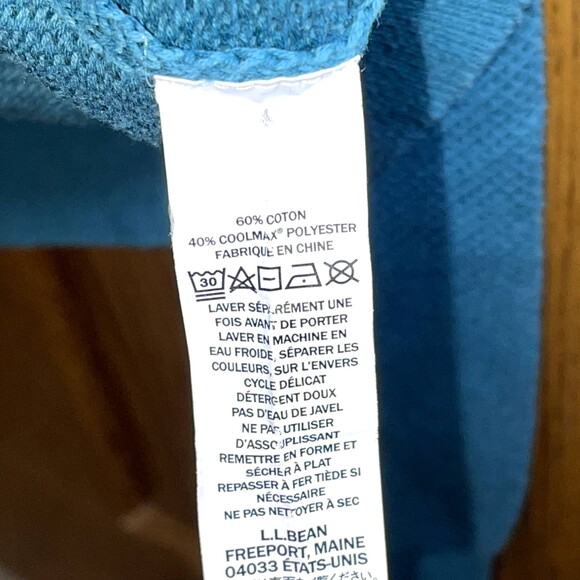 60% COTON
40% COOLMAX® POLYESTER
FABRIQUÉ EN CHINE
30
LAVER SÉPARÉMENT UNE
FOIS AVANT DE PORTER
LAVER EN MACHINE EN
EAU FROIDE, SÉPARER LES
COULEURS, SUR L'ENVERS
CYCLE DÉLICAT
DÉTERGENT DOUX
PAS D'EAU DE JAVEL
NE PAS UTILISER
D'ASSOUPLISSANT
REMETTRE EN FORME ET
SÉCHER À PLAT
REPASSER À FER TIÈDE SI
NÉCESSAIRE
NE PAS NETTOYER À SEC
L.L.BEAN
FREEPORT, MAINE
04033 ÉTATS-UNIS